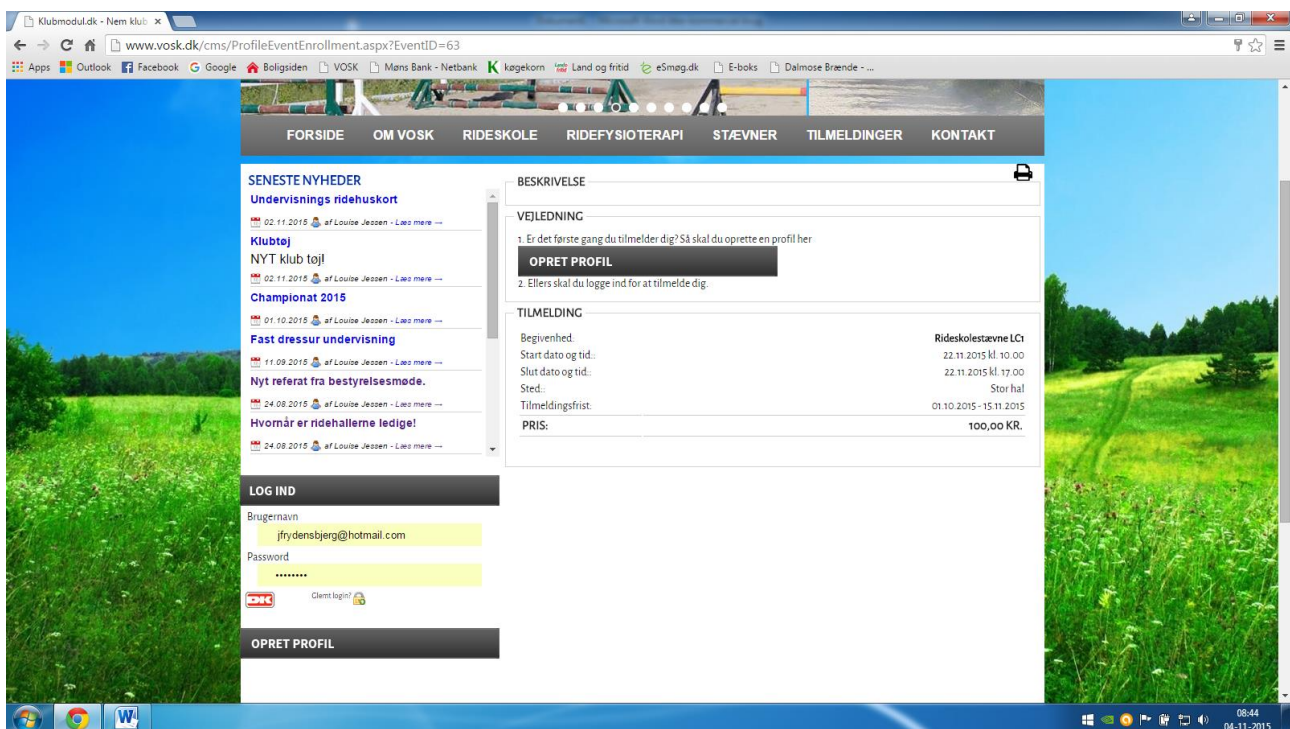 Klubmodul.dk - Nem klub
www.vosk.dk/cms/ProfileEventEnrollment.aspx?EventID=63
Apps Outlook Facebook Google Boligsiden VOSK Møns Bank - Netbank køgekorn Land og fritid eSmøg.dk E-boks Dalmose Brænde - ...
FORSIDE OM VOSK RIDESKOLE RIDEFYSIOTERAPI STÆVNER TILMELDINGER KONTAKT
SENESTE NYHEDER
Undervisnings ridehuskort
02.11.2015 af Louise Jessen - Læs mere →
Klubtøj
NYT klub tøj!
02.11.2015 af Louise Jessen - Læs mere →
Championat 2015
01.10.2015 af Louise Jessen - Læs mere →
Fast dressur undervisning
11.09.2015 af Louise Jessen - Læs mere →
Nyt referat fra bestyrelsesmøde.
24.08.2015 af Louise Jessen - Læs mere →
Hvornår er ridehallerne ledige!
24.08.2015 af Louise Jessen - Læs mere →
LOG IND
Brugernavn
jfrydensbjerg@hotmail.com
Password
••••••••
DK Glemt login?
OPRET PROFIL
BESKRIVELSE
VEJLEDNING
1. Er det første gang du tilmelder dig? Så skal du oprette en profil her
OPRET PROFIL
2. Ellers skal du logge ind for at tilmelde dig.
TILMELDING
Begivenhed: Rideskolestævne LC1
Start dato og tid.: 22.11.2015 kl. 10.00
Slut dato og tid.: 22.11.2015 kl. 17.00
Sted.: Stor hal
Tilmeldingsfrist: 01.10.2015 - 15.11.2015
PRIS: 100,00 KR.
08:44
04-11-2015